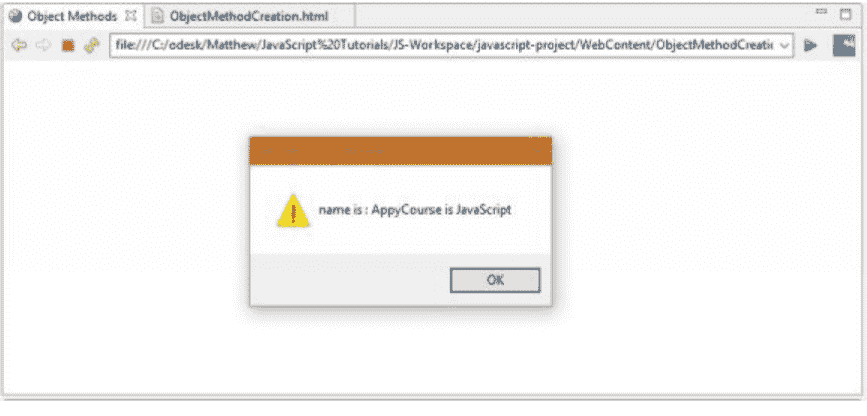 Object Methods
ObjectMethodCreation.html
file:///C:/odesk/Matthew/JavaScript%20Tutorials/JS-Workspace/javascript-project/WebContent/ObjectMethodCreatic
name is : AppyCourse is JavaScript
OK